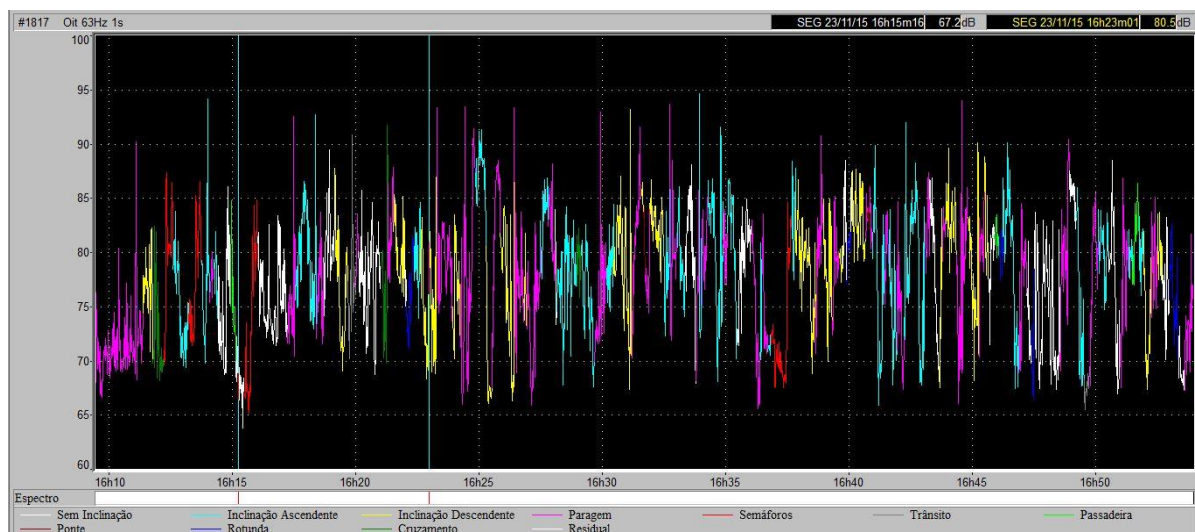 #1817 Oit 63Hz 1s SEG 23/11/15 16h15m16 67.2dB SEG 23/11/15 16h23m01 80.5dB
100
95
90
85
80
75
70
65
60
16h10 16h15 16h20 16h25 16h30 16h35 16h40 16h45 16h50
Espectro
Sem Inclinação Inclinação Ascendente Inclinação Descendente Paragem Semáforos Trânsito Passadeira
Ponte Rotunda Cruzamento Residual